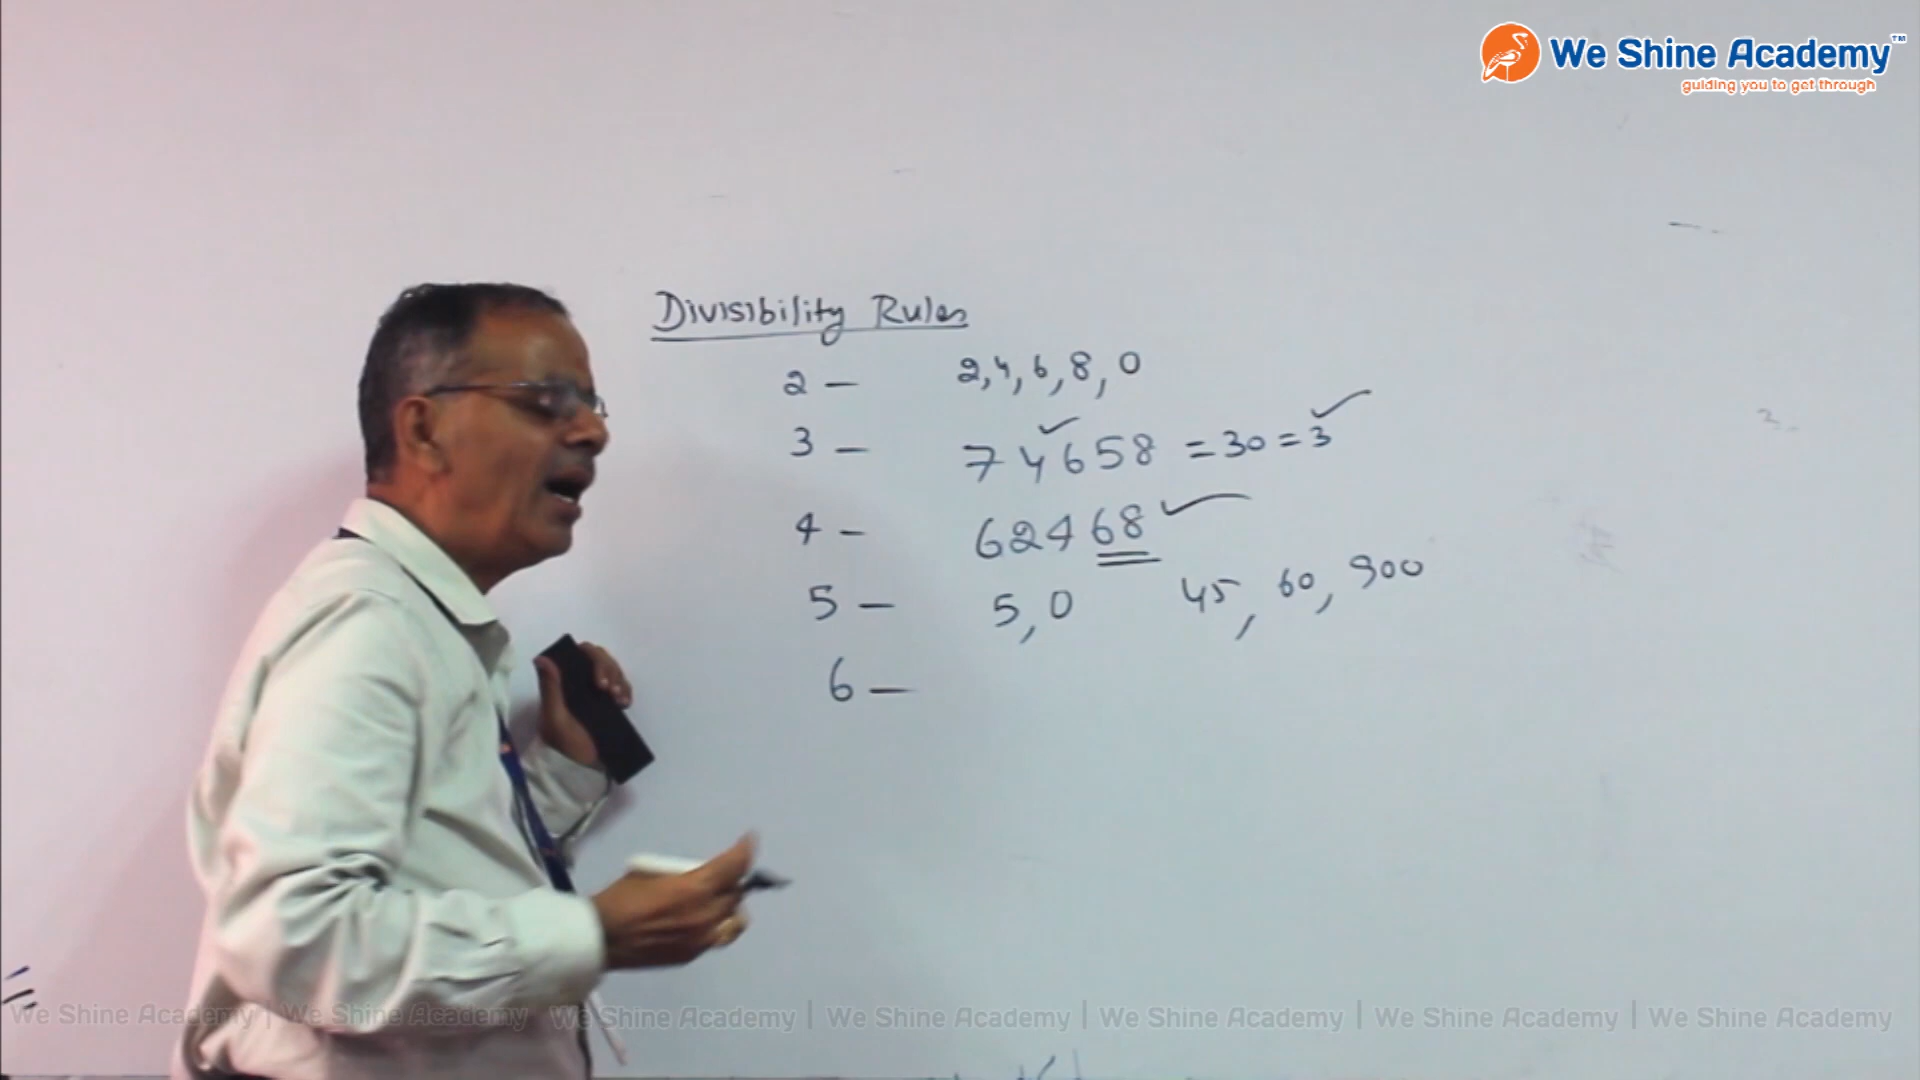 We Shine Academy™
guiding you to get through
Divisibility Rules
2 — 2, 4, 6, 8, 0
3 — 74658 = 30 = 3
4 — 62468
5 — 5, 0 45, 60, 900
6 —
We Shine Academy | We Shine Academy | We Shine Academy | We Shine Academy | We Shine Academy | We Shine Academy | We Shine Academy